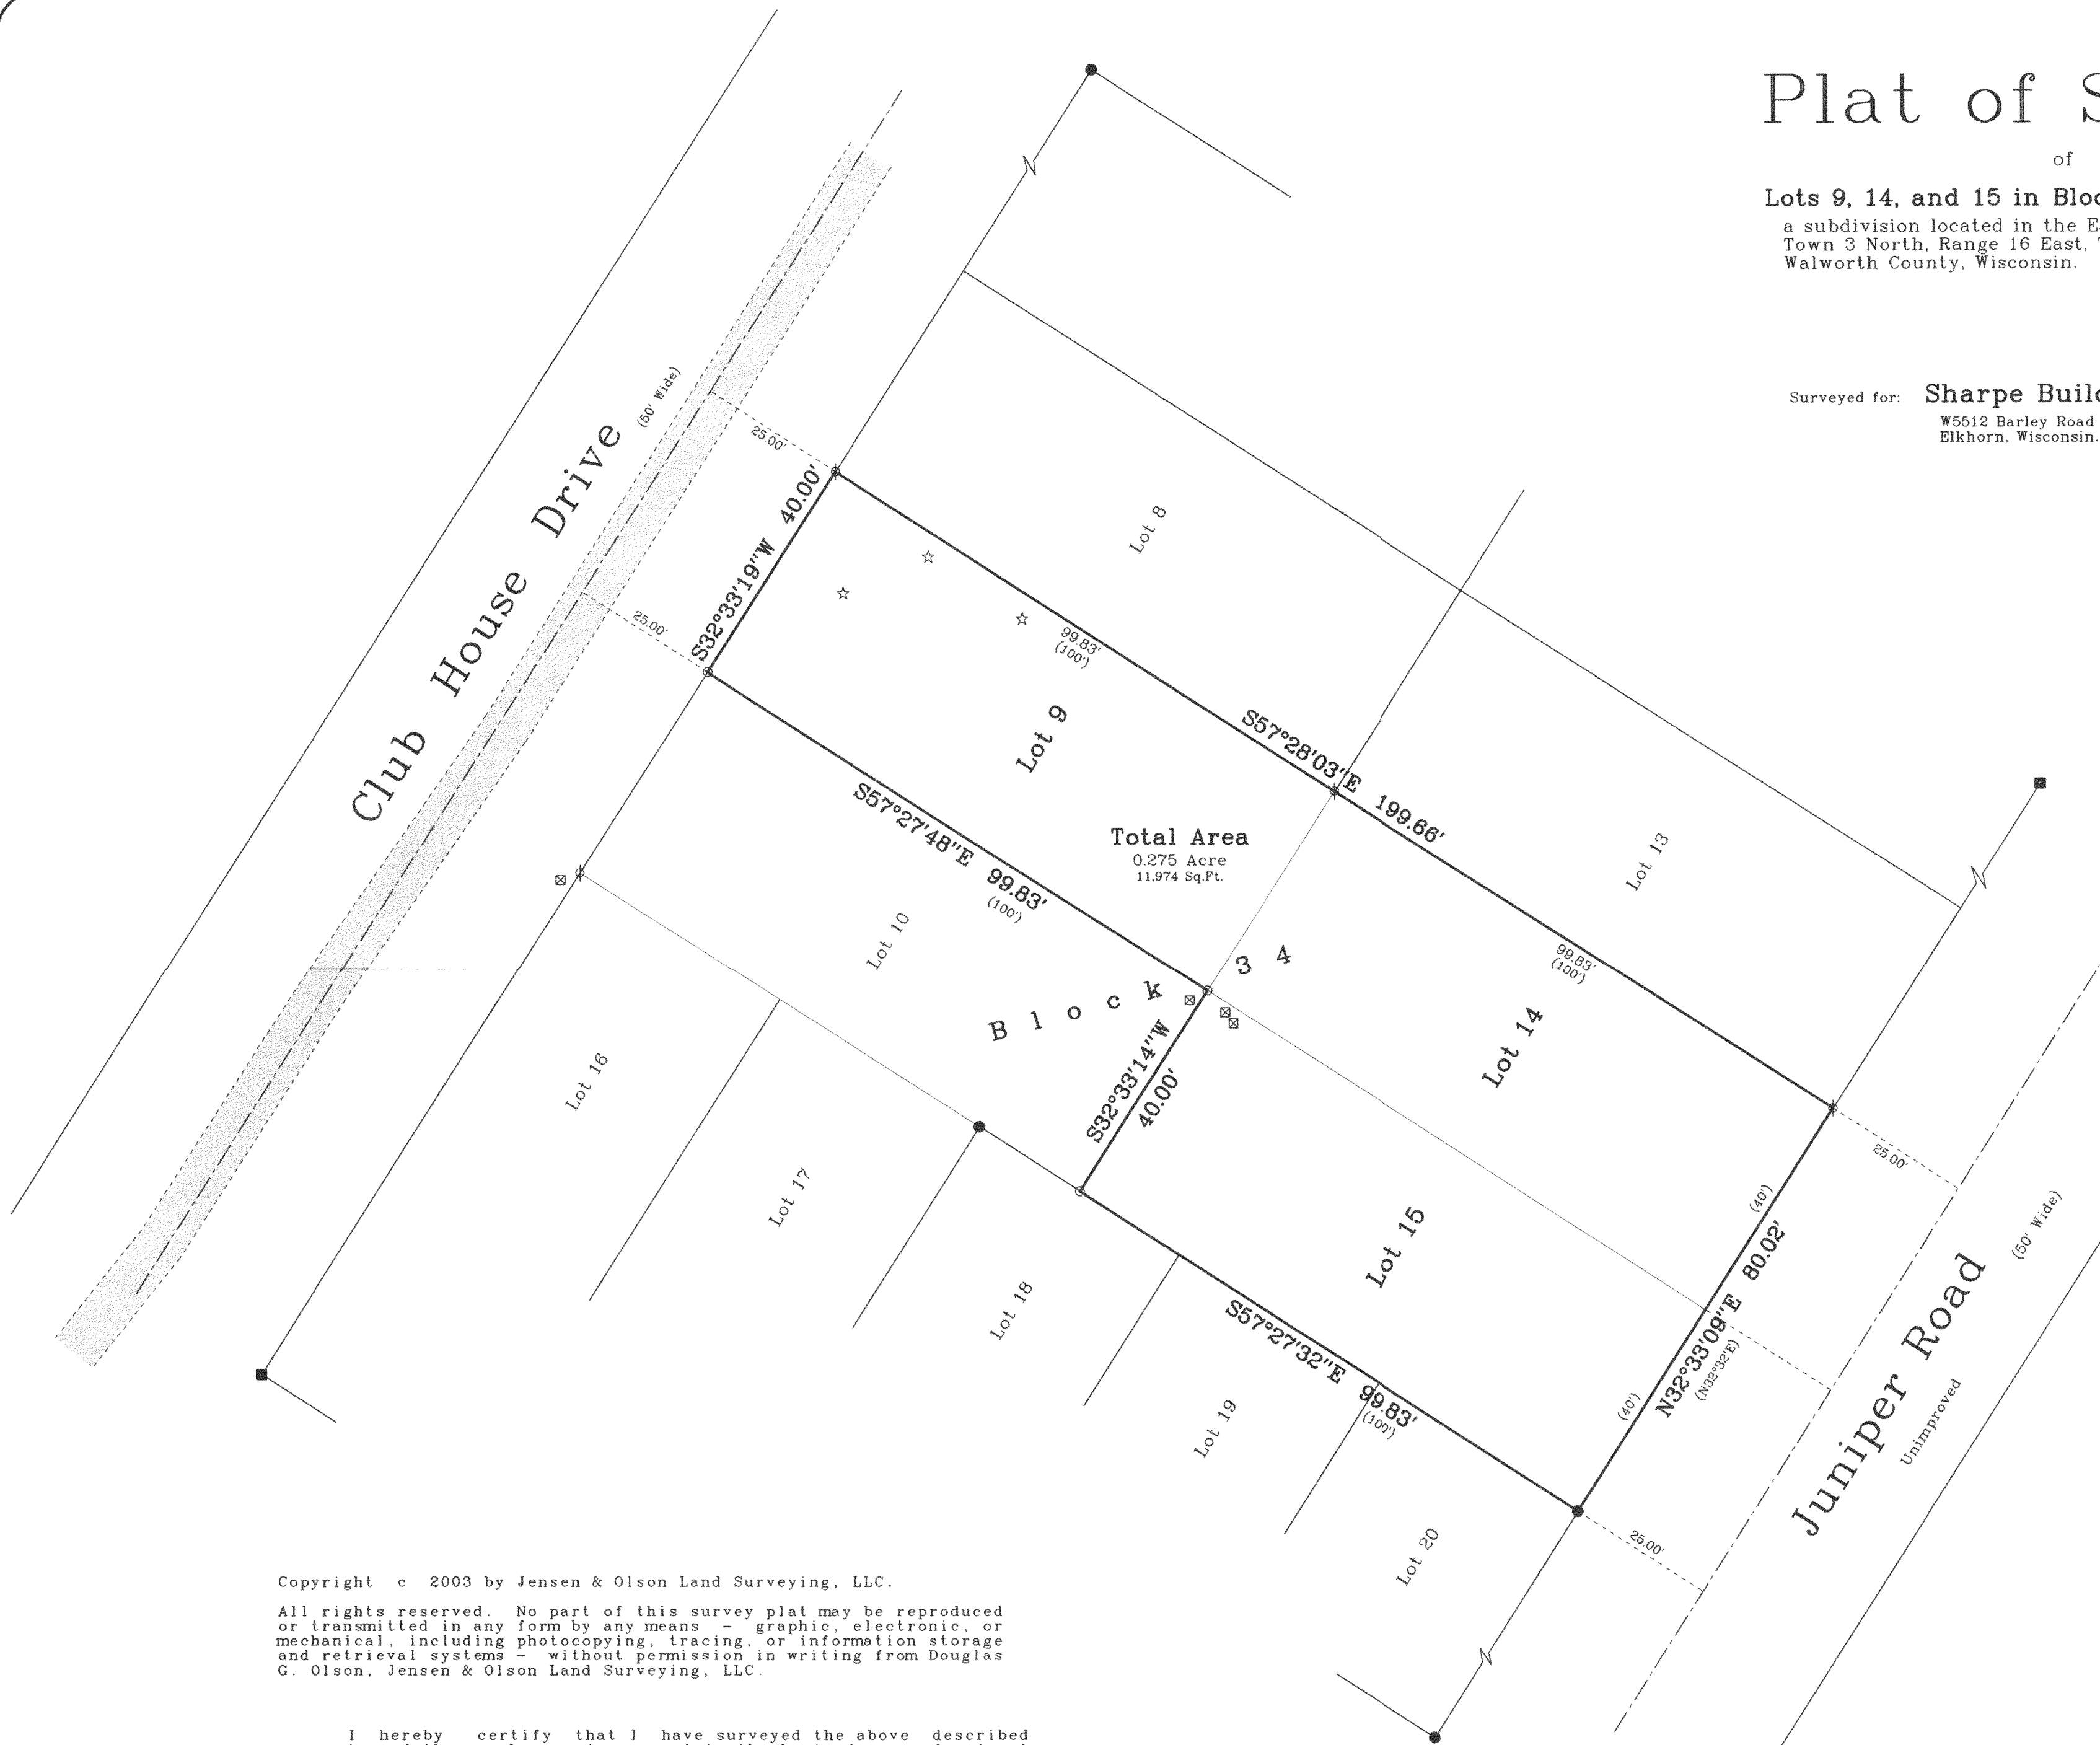 Plat of S
of
Lots 9, 14, and 15 in Bloc
a subdivision located in the E
Town 3 North, Range 16 East,
Walworth County, Wisconsin.
Surveyed for: Sharpe Build
W5512 Barley Road
Elkhorn, Wisconsin.
Club House Drive
(50' Wide)
25.00'
25.00'
S32°33'19"W 40.00'
Lot 8
99.83'
(100')
Lot 9
S57°28'03"E 199.66'
S57°27'48"E 99.83'
(100')
Total Area
0.275 Acre
11,974 Sq.Ft.
Lot 13
Lot 10
Block 34
99.83'
(100')
Lot 14
S32°33'14"W
40.00'
Lot 16
Lot 17
Lot 18
Lot 15
25.00'
(40')
N32°33'09"E 80.02'
(N32°32'E)
(40')
(50' Wide)
Juniper Road
Unimproved
S57°27'32"E 99.83'
(100')
Lot 19
Lot 20
25.00'
Copyright c 2003 by Jensen & Olson Land Surveying, LLC.
All rights reserved. No part of this survey plat may be reproduced
or transmitted in any form by any means - graphic, electronic, or
mechanical, including photocopying, tracing, or information storage
and retrieval systems - without permission in writing from Douglas
G. Olson, Jensen & Olson Land Surveying, LLC.
I hereby certify that I have surveyed the above described